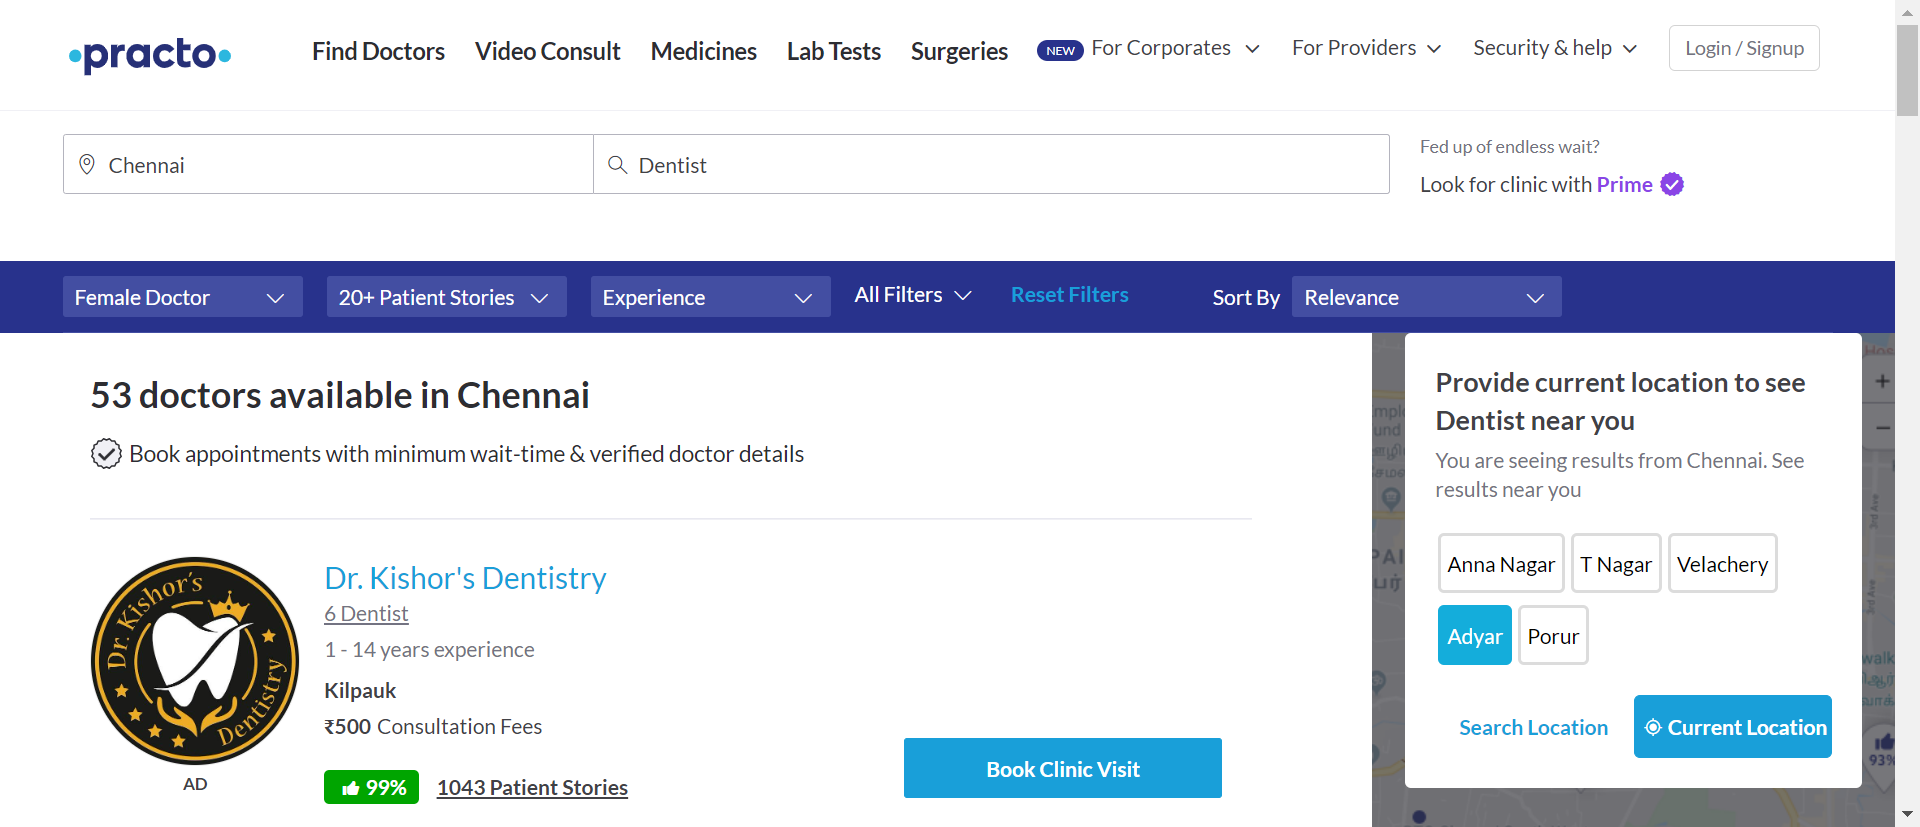 practo
Find Doctors
Video Consult
Medicines
Lab Tests
Surgeries
NEW For Corporates
For Providers
Security & help
Login / Signup
Chennai
Dentist
Fed up of endless wait?
Look for clinic with Prime
Female Doctor
20+ Patient Stories
Experience
All Filters
Reset Filters
Sort By
Relevance
53 doctors available in Chennai
Book appointments with minimum wait-time & verified doctor details
Dr. Kishor's
Dentistry
AD
Dr. Kishor's Dentistry
6 Dentist
1 - 14 years experience
Kilpauk
₹500 Consultation Fees
99%
1043 Patient Stories
Book Clinic Visit
Provide current location to see
Dentist near you
You are seeing results from Chennai. See
results near you
Anna Nagar
T Nagar
Velachery
Adyar
Porur
Search Location
Current Location
+
−
3rd Ave
3rd Ave
93%